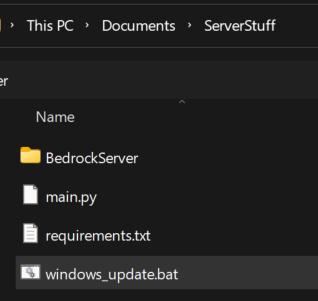 This PC Documents ServerStuff
er
Name
BedrockServer
main.py
requirements.txt
windows_update.bat